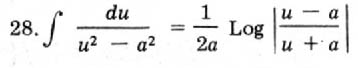 28. ∫ du / (u² − a²) = 1/(2a) Log |(u − a)/(u + a)|